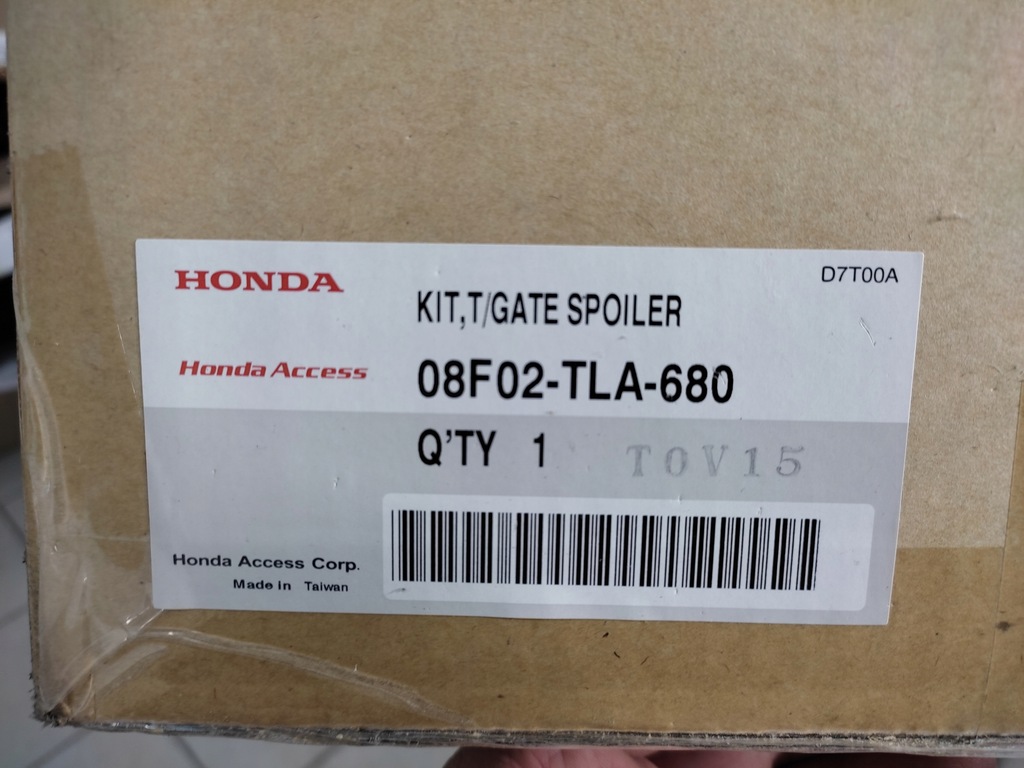 HONDA
D7T00A
KIT,T/GATE SPOILER
Honda Access
08F02-TLA-680
Q'TY 1
T0V15
Honda Access Corp.
Made in Taiwan